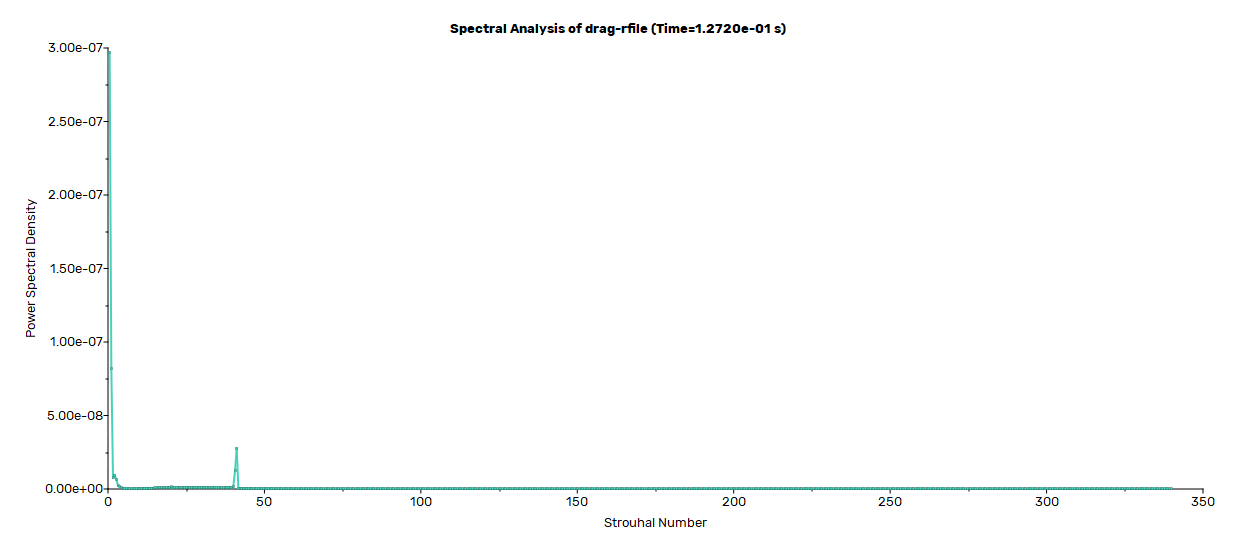 Spectral Analysis of drag-rfile (Time=1.2720e-01 s)
3.00e-07
2.50e-07
2.00e-07
1.50e-07
1.00e-07
5.00e-08
0.00e+00
Power Spectral Density
0 50 100 150 200 250 300 350
Strouhal Number